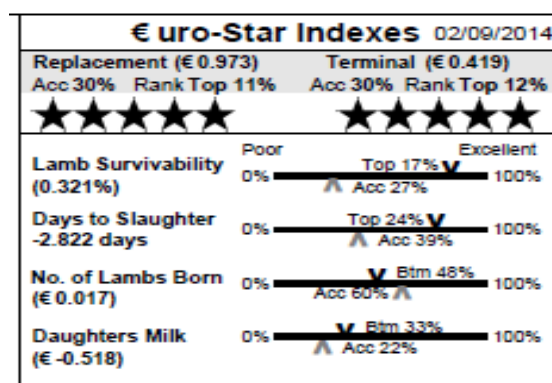 € uro-Star Indexes 02/09/2014
Replacement (€ 0.973) Terminal (€ 0.419)
Acc 30% Rank Top 11% Acc 30% Rank Top 12%
Poor Excellent
Lamb Survivability
(0.321%)
0% Top 17% 100%
Acc 27%
Days to Slaughter
-2.822 days
0% Top 24% 100%
Acc 39%
No. of Lambs Born
(€ 0.017)
0% Btm 48% 100%
Acc 60%
Daughters Milk
(€ -0.518)
0% Btm 33% 100%
Acc 22%